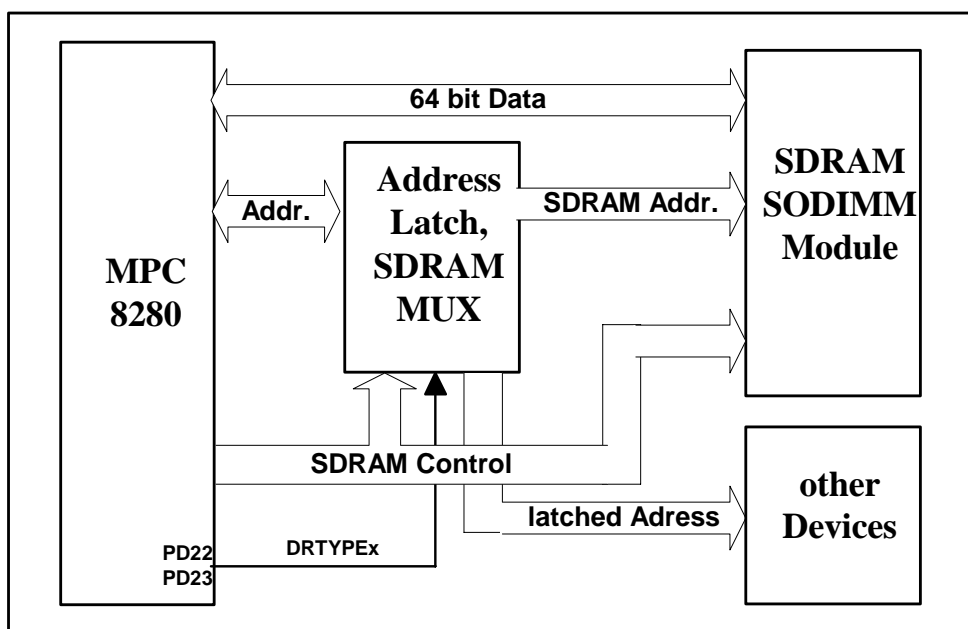 64 bit Data
Addr.
Address
Latch,
SDRAM
MUX
SDRAM Addr.
SDRAM
SODIMM
Module
MPC
8280
SDRAM Control
latched Adress
other
Devices
PD22
PD23
DRTYPEx